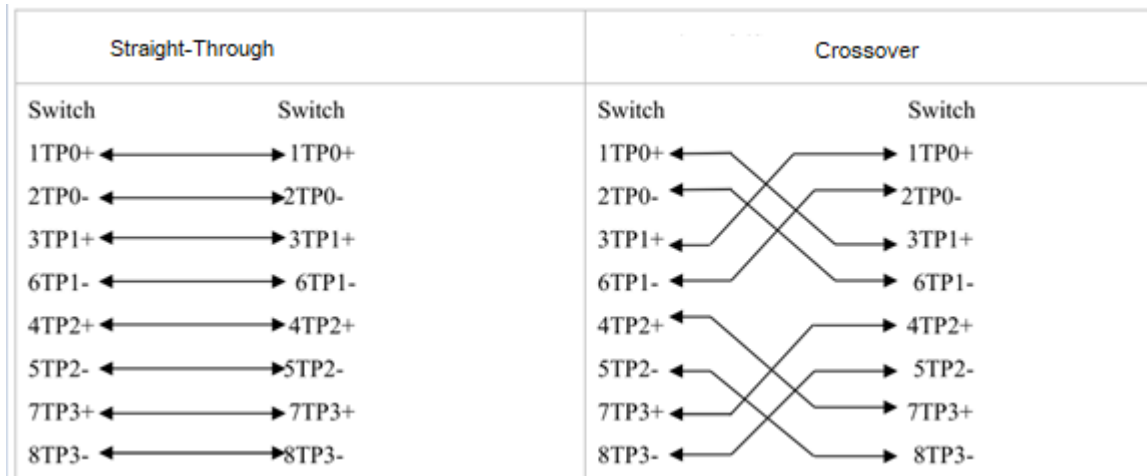 Straight-Through
Crossover
Switch Switch
1TP0+ 1TP0+
2TP0- 2TP0-
3TP1+ 3TP1+
6TP1- 6TP1-
4TP2+ 4TP2+
5TP2- 5TP2-
7TP3+ 7TP3+
8TP3- 8TP3-
Switch Switch
1TP0+ 1TP0+
2TP0- 2TP0-
3TP1+ 3TP1+
6TP1- 6TP1-
4TP2+ 4TP2+
5TP2- 5TP2-
7TP3+ 7TP3+
8TP3- 8TP3-